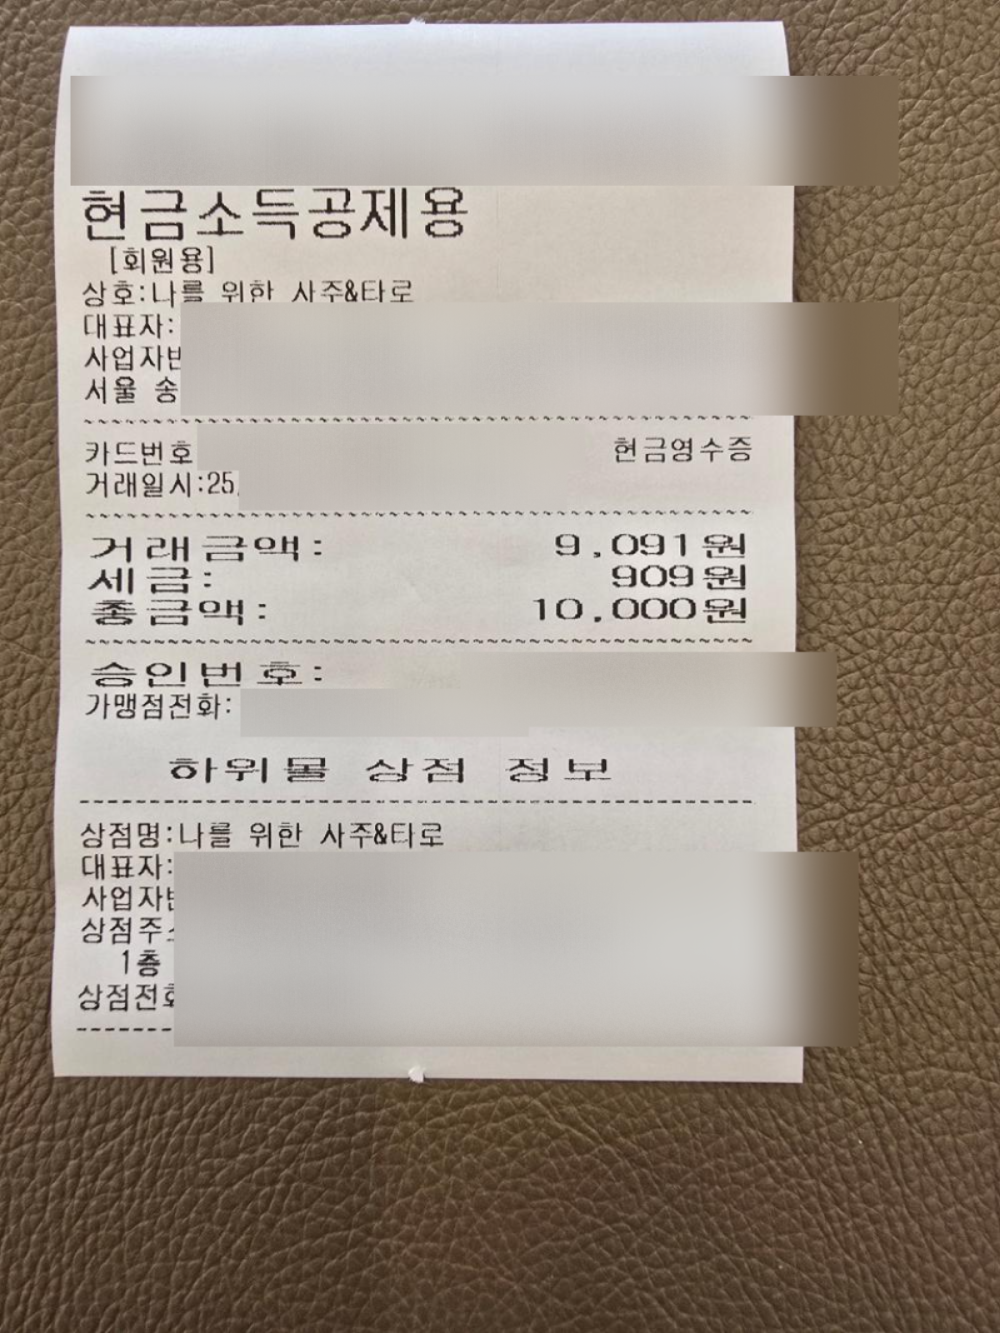 현금소득공제용
[회원용]
상호:나를 위한 사주&타로
대표자:
사업자번
서울 송
카드번호 현금영수증
거래일시:25
거래금액: 9,091원
세금: 909원
총금액: 10,000원
승인번호:
가맹점전화:
하위몰 상점 정보
상점명:나를 위한 사주&타로
대표자:
사업자번
상점주소
1층
상점전화